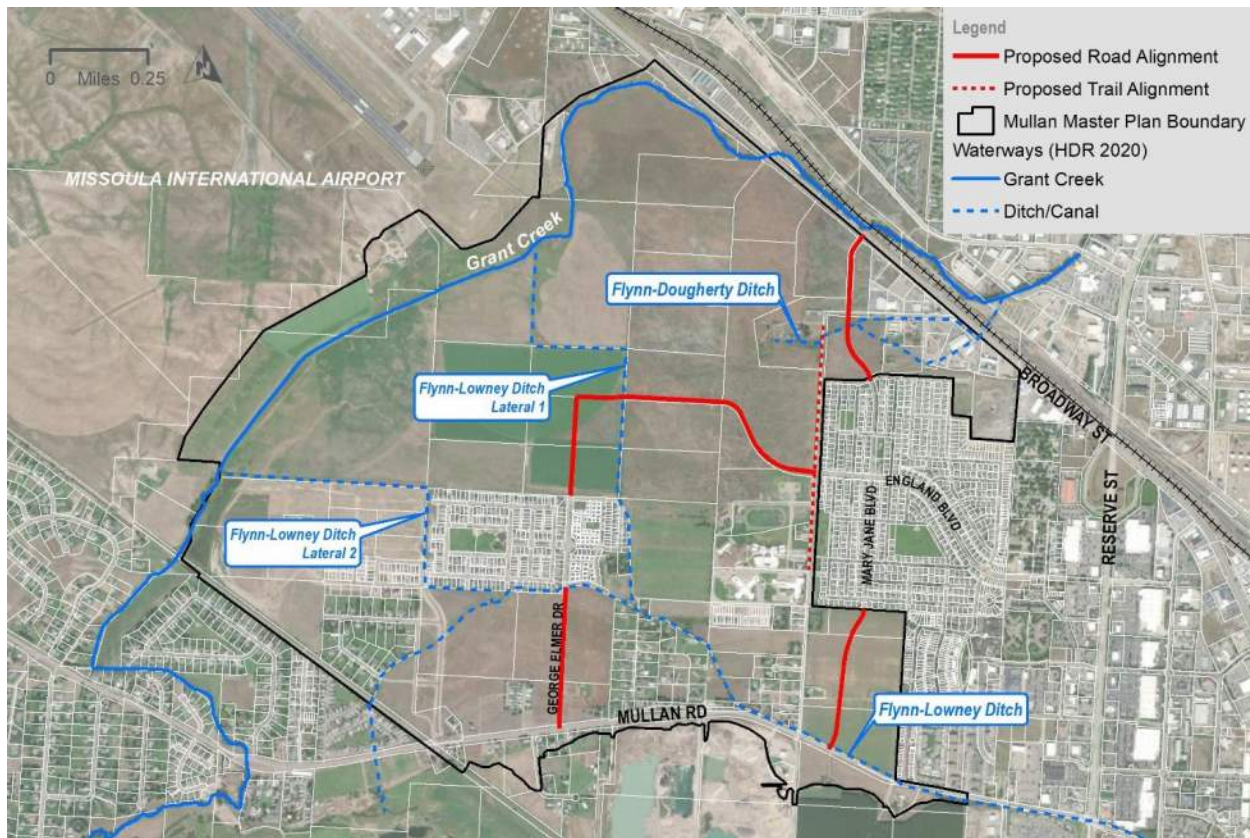 0 Miles 0.25
N
MISSOULA INTERNATIONAL AIRPORT
Legend
Proposed Road Alignment
Proposed Trail Alignment
Mullan Master Plan Boundary
Waterways (HDR 2020)
Grant Creek
Ditch/Canal
Grant Creek
Flynn-Dougherty Ditch
Flynn-Lowney Ditch
Lateral 1
BROADWAY ST
ENGLAND BLVD
MARY JANE BLVD
RESERVE ST
Flynn-Lowney Ditch
Lateral 2
GEORGE ELMER DR
MULLAN RD
Flynn-Lowney Ditch